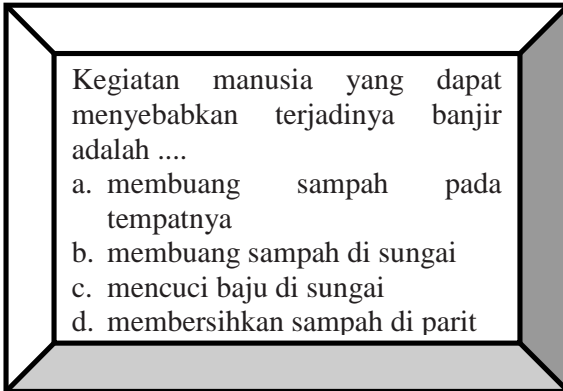 Kegiatan manusia yang dapat
menyebabkan terjadinya banjir
adalah ....
a. membuang sampah pada
tempatnya
b. membuang sampah di sungai
c. mencuci baju di sungai
d. membersihkan sampah di parit